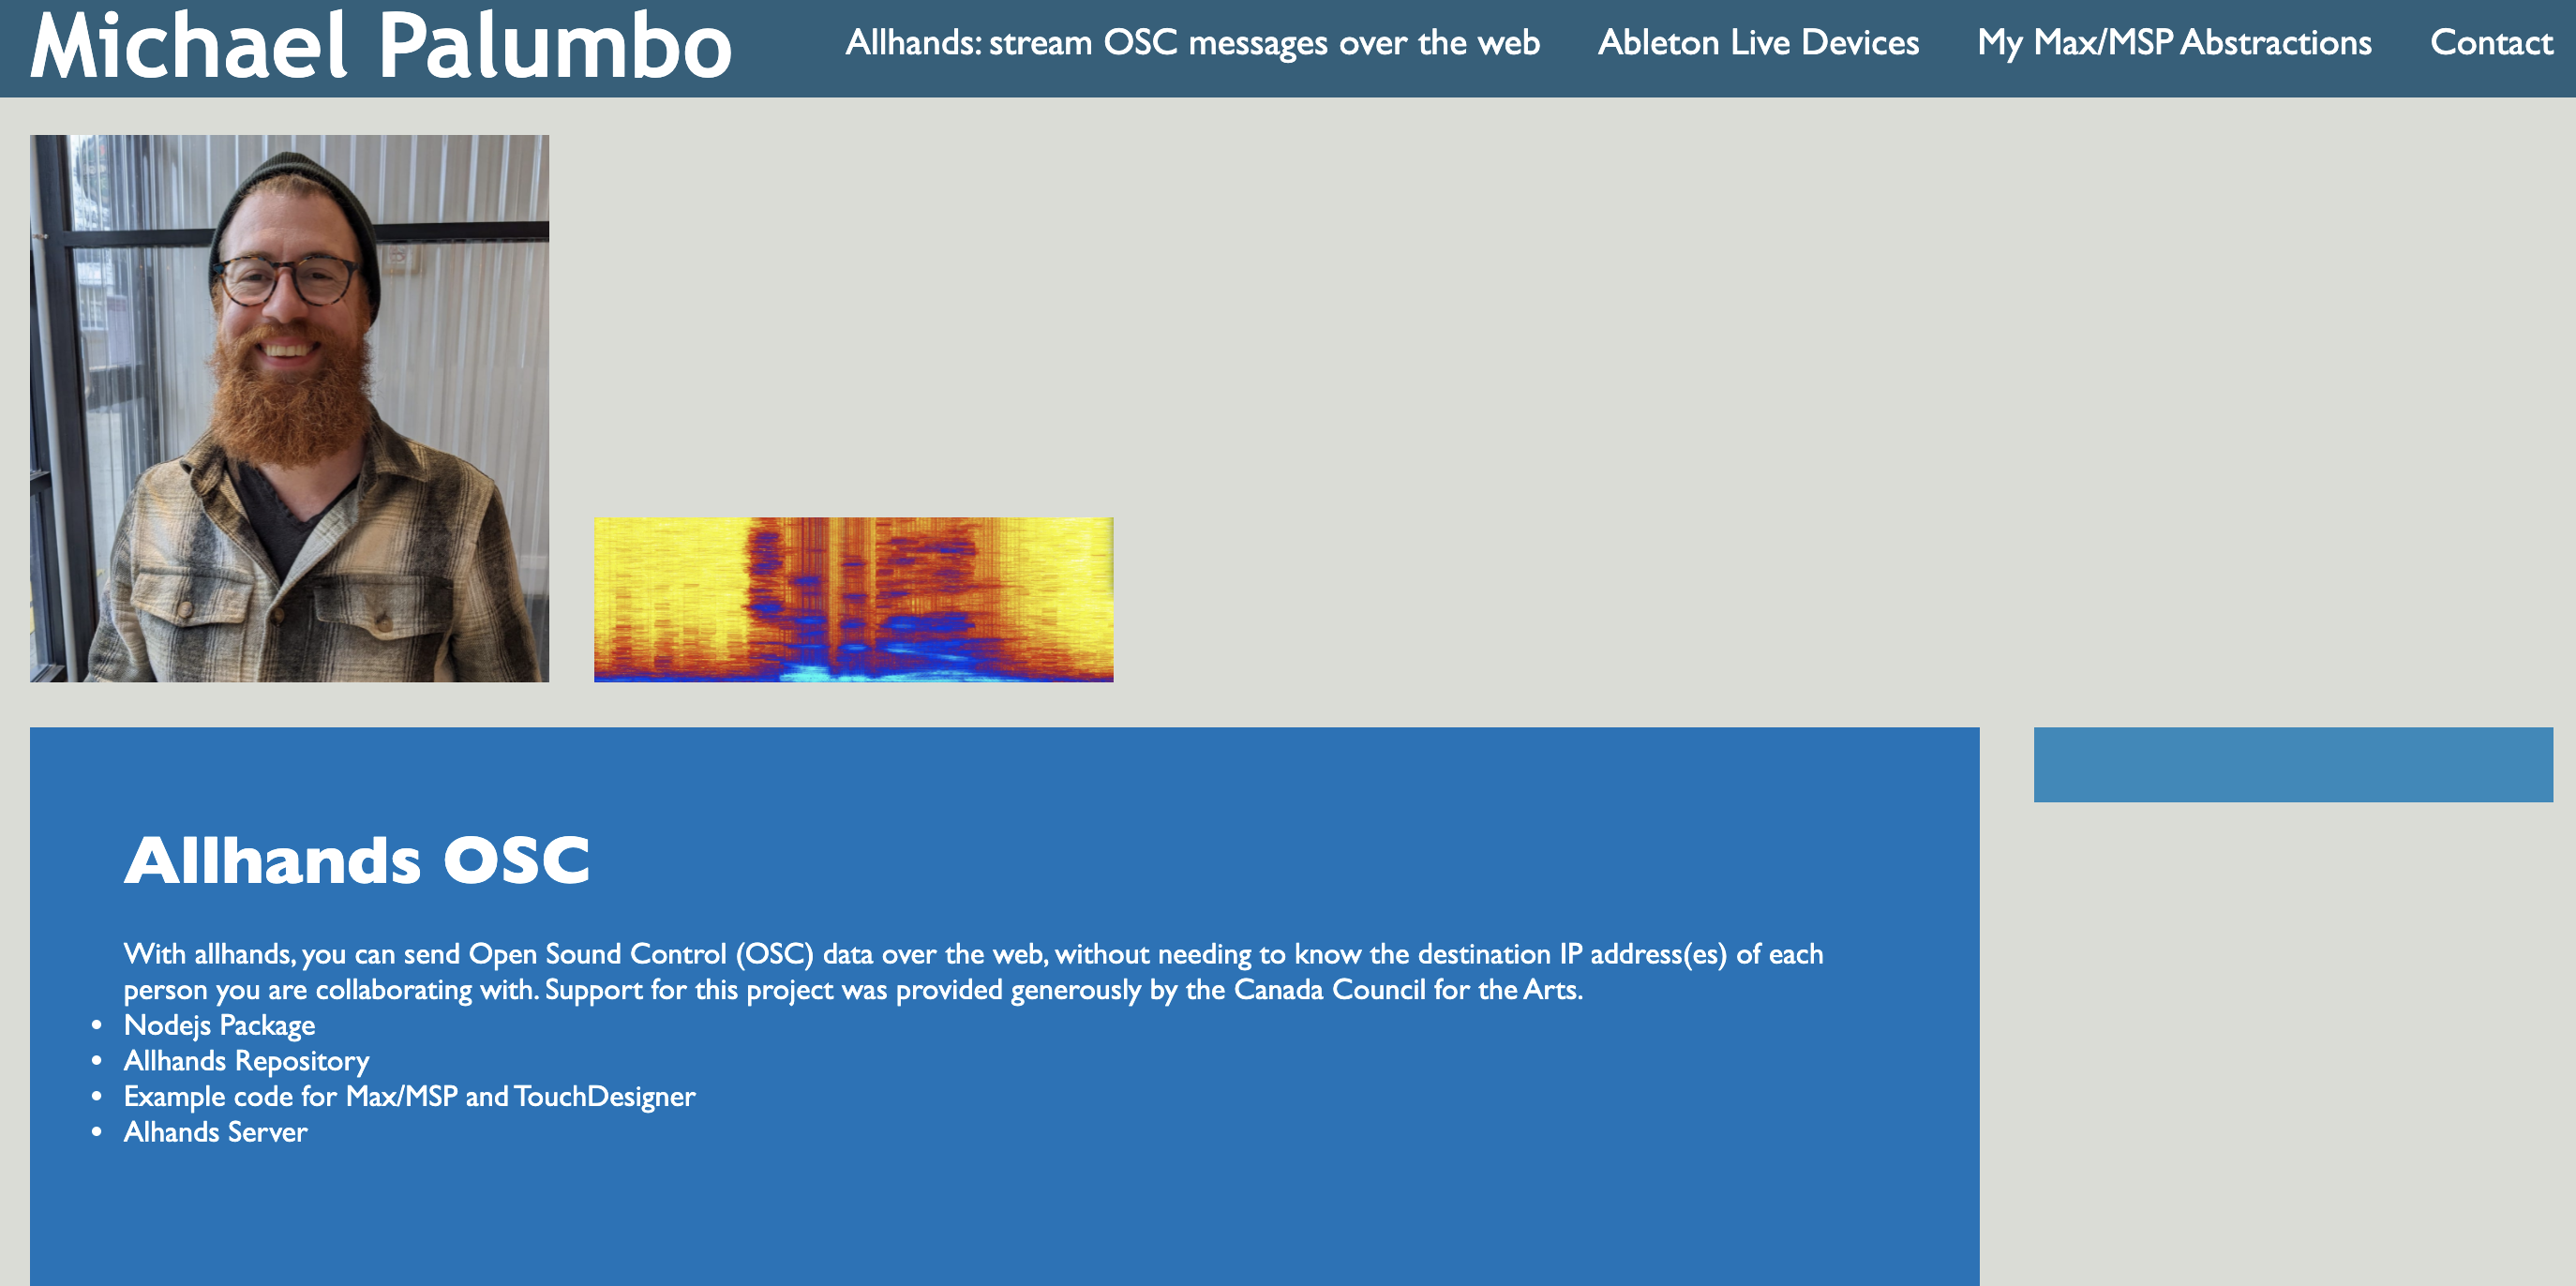 Michael Palumbo
Allhands: stream OSC messages over the web
Ableton Live Devices
My Max/MSP Abstractions
Contact
Allhands OSC
With allhands, you can send Open Sound Control (OSC) data over the web, without needing to know the destination IP address(es) of each
person you are collaborating with. Support for this project was provided generously by the Canada Council for the Arts.
• Nodejs Package
• Allhands Repository
• Example code for Max/MSP and TouchDesigner
• Alhands Server